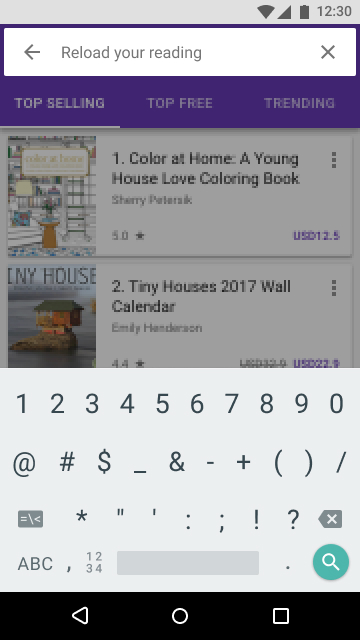 12:30
Reload your reading
TOP SELLING TOP FREE TRENDING
color at home
1. Color at Home: A Young
House Love Coloring Book
Sherry Petersik
5.0 ★ USD12.5
TINY HOUSES
2. Tiny Houses 2017 Wall
Calendar
Emily Henderson
4.4 ★ USD32.9 USD22.9
1 2 3 4 5 6 7 8 9 0
@ # $ _ & - + ( ) /
=\< * " ' : ; ! ?
ABC , 12 34 .